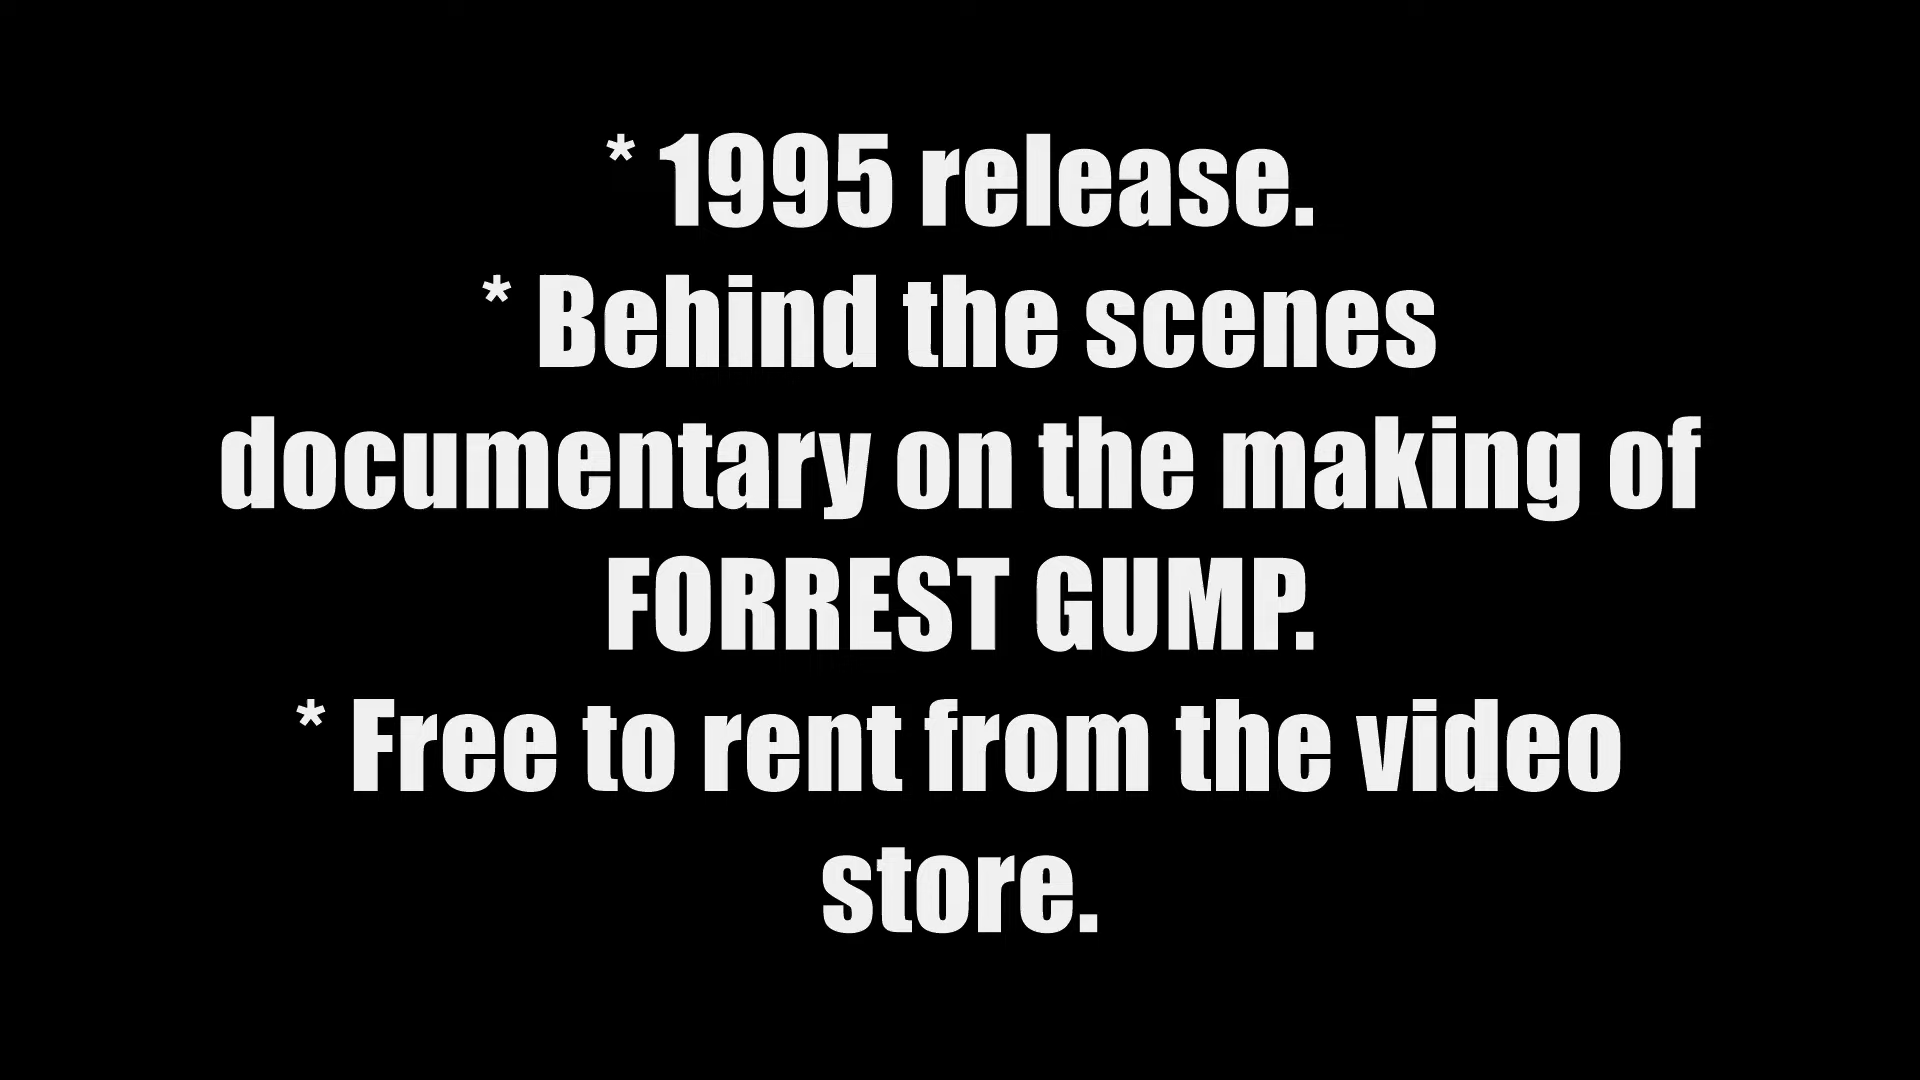 * 1995 release.
* Behind the scenes
documentary on the making of
FORREST GUMP.
* Free to rent from the video
store.